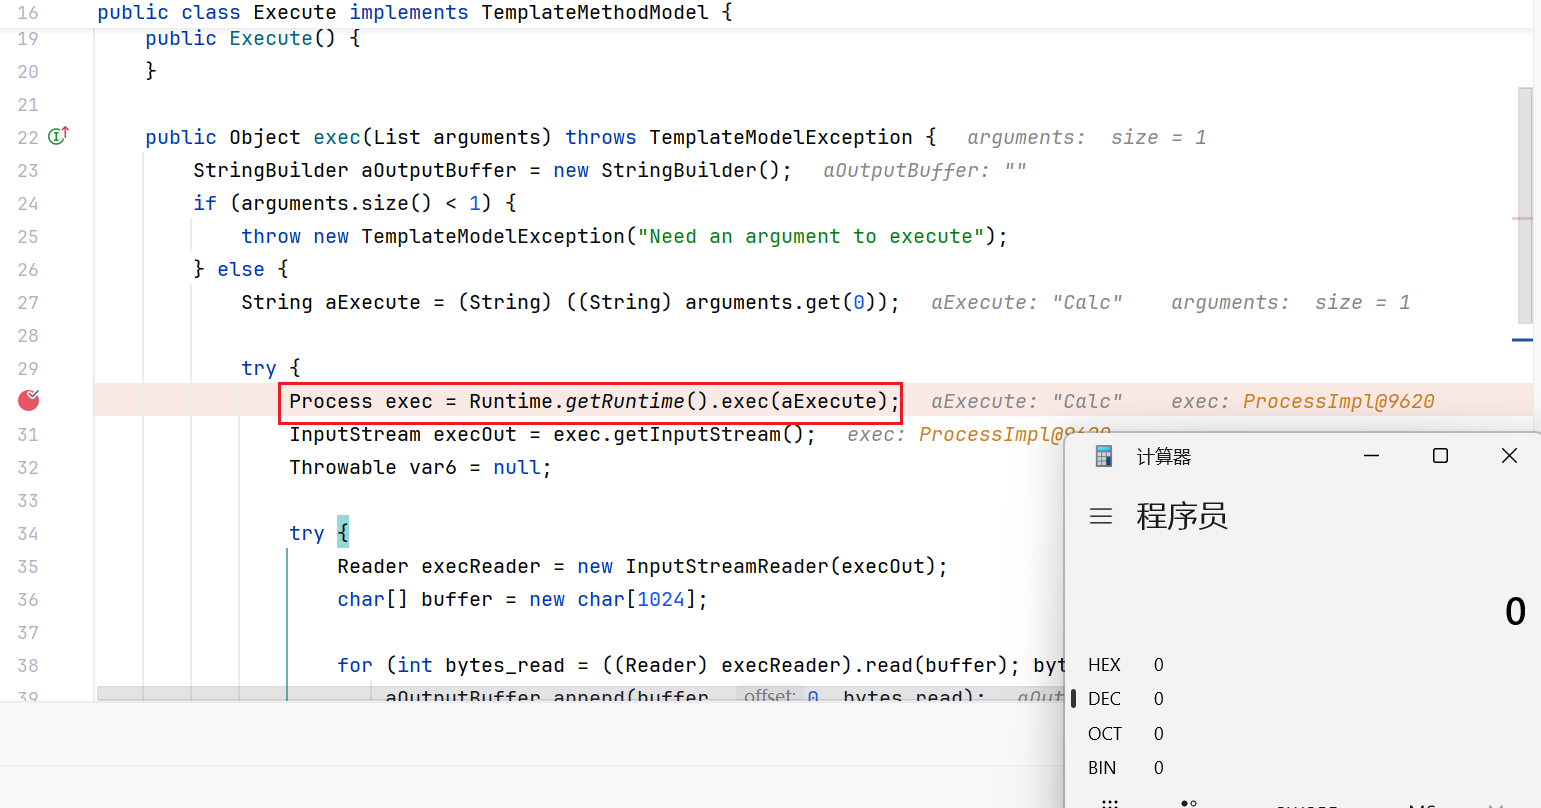 16 public class Execute implements TemplateMethodModel {
19 public Execute() {
20 }
21
22 public Object exec(List arguments) throws TemplateModelException { arguments: size = 1
23 StringBuilder aOutputBuffer = new StringBuilder(); aOutputBuffer: ""
24 if (arguments.size() < 1) {
25 throw new TemplateModelException("Need an argument to execute");
26 } else {
27 String aExecute = (String) ((String) arguments.get(0)); aExecute: "Calc" arguments: size = 1
28
29 try {
Process exec = Runtime.getRuntime().exec(aExecute); aExecute: "Calc" exec: ProcessImpl@9620
31 InputStream execOut = exec.getInputStream(); exec: ProcessImpl@9620
32 Throwable var6 = null;
33
34 try {
35 Reader execReader = new InputStreamReader(execOut);
36 char[] buffer = new char[1024];
37
38 for (int bytes_read = ((Reader) execReader).read(buffer); byt
39 aOutputBuffer.append(buffer, offset: 0, bytes_read); aOut
计算器
程序员
0
HEX 0
DEC 0
OCT 0
BIN 0